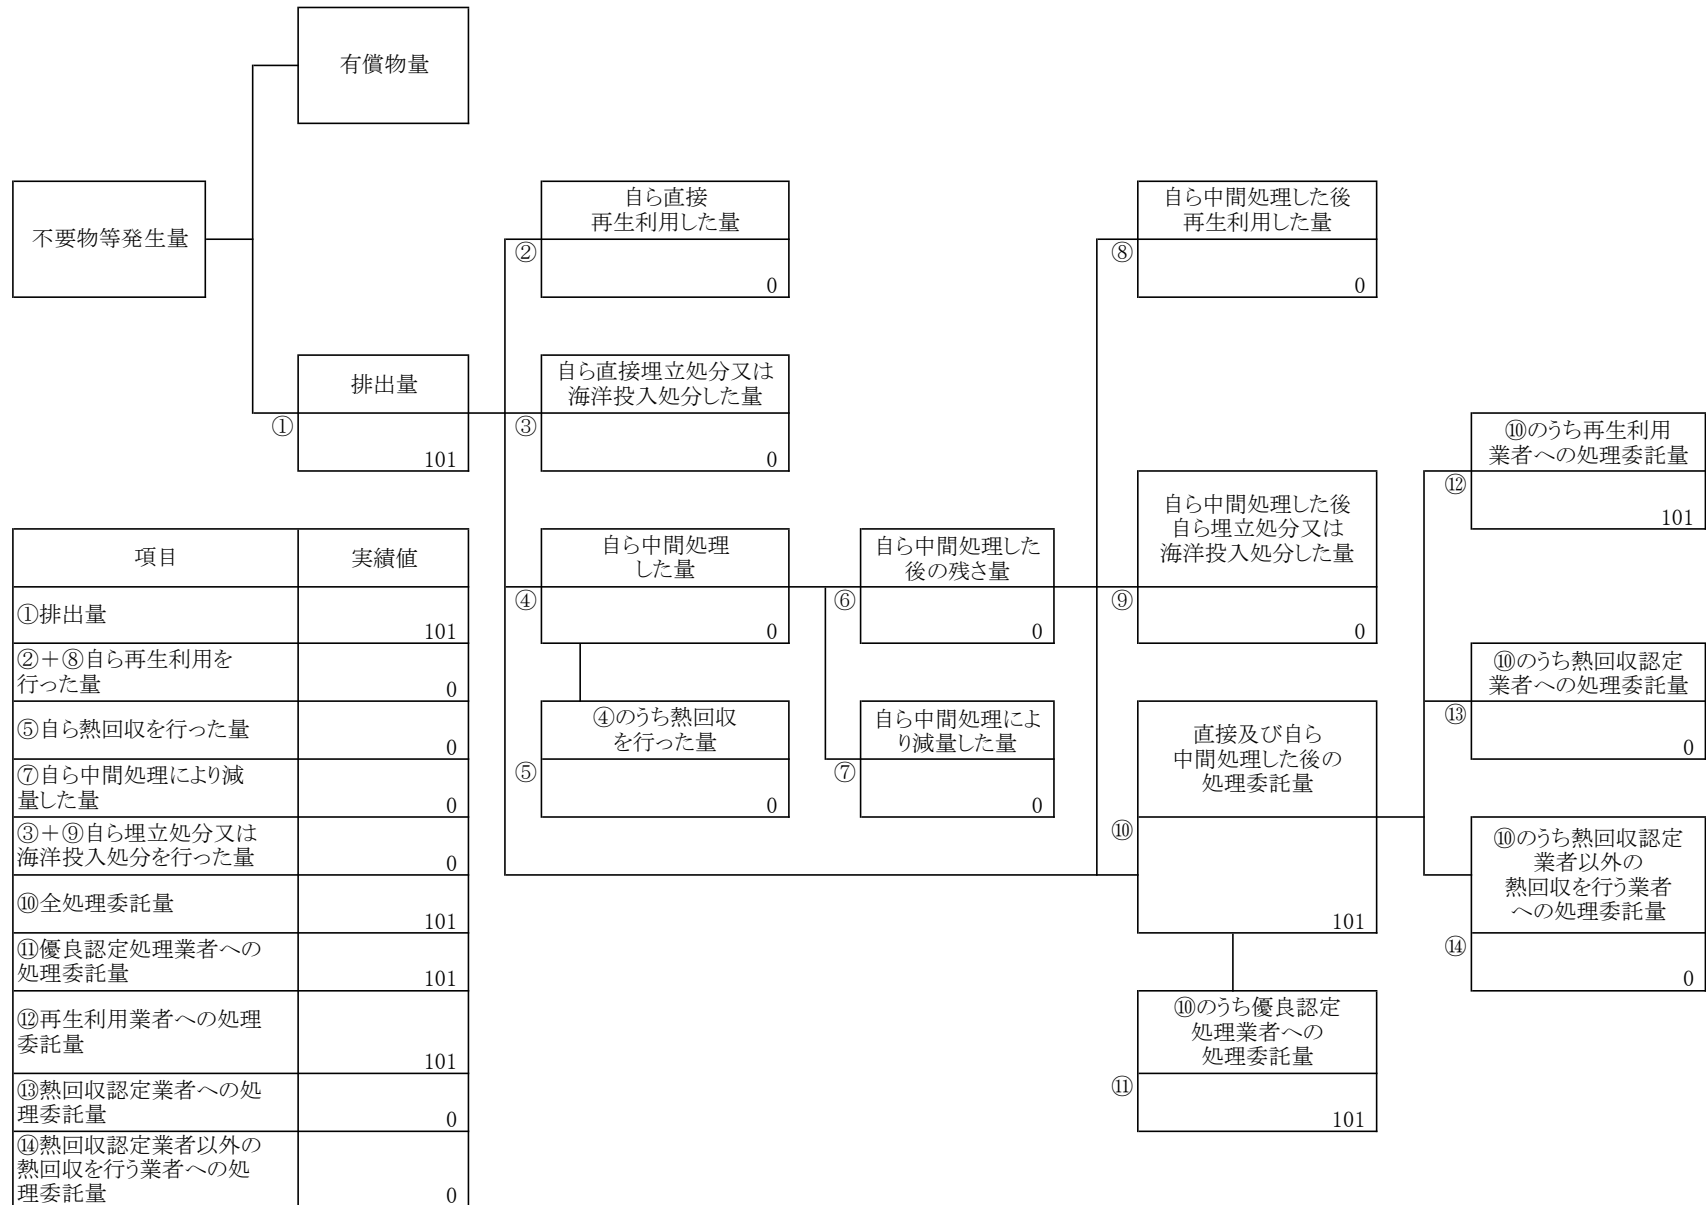 有償物量
不要物等発生量
自ら直接
再生利用した量
②
0
自ら中間処理した後
再生利用した量
⑧
0
排出量
①
101
自ら直接埋立処分又は
海洋投入処分した量
③
0
⑩のうち再生利用
業者への処理委託量
⑫
101
自ら中間処理
した量
④
0
自ら中間処理した
後の残さ量
⑥
0
自ら中間処理した後
自ら埋立処分又は
海洋投入処分した量
⑨
0
⑩のうち熱回収認定
業者への処理委託量
⑬
0
④のうち熱回収
を行った量
⑤
0
自ら中間処理によ
り減量した量
⑦
0
直接及び自ら
中間処理した後の
処理委託量
⑩
101
⑩のうち熱回収認定
業者以外の
熱回収を行う業者
への処理委託量
⑭
0
⑩のうち優良認定
処理業者への
処理委託量
⑪
101
項目 実績値
①排出量
101
②+⑧自ら再生利用を
行った量
0
⑤自ら熱回収を行った量
0
⑦自ら中間処理により減
量した量
0
③+⑨自ら埋立処分又は
海洋投入処分を行った量
0
⑩全処理委託量
101
⑪優良認定処理業者への
処理委託量
101
⑫再生利用業者への処理
委託量
101
⑬熱回収認定業者への処
理委託量
0
⑭熱回収認定業者以外の
熱回収を行う業者への処
理委託量
0